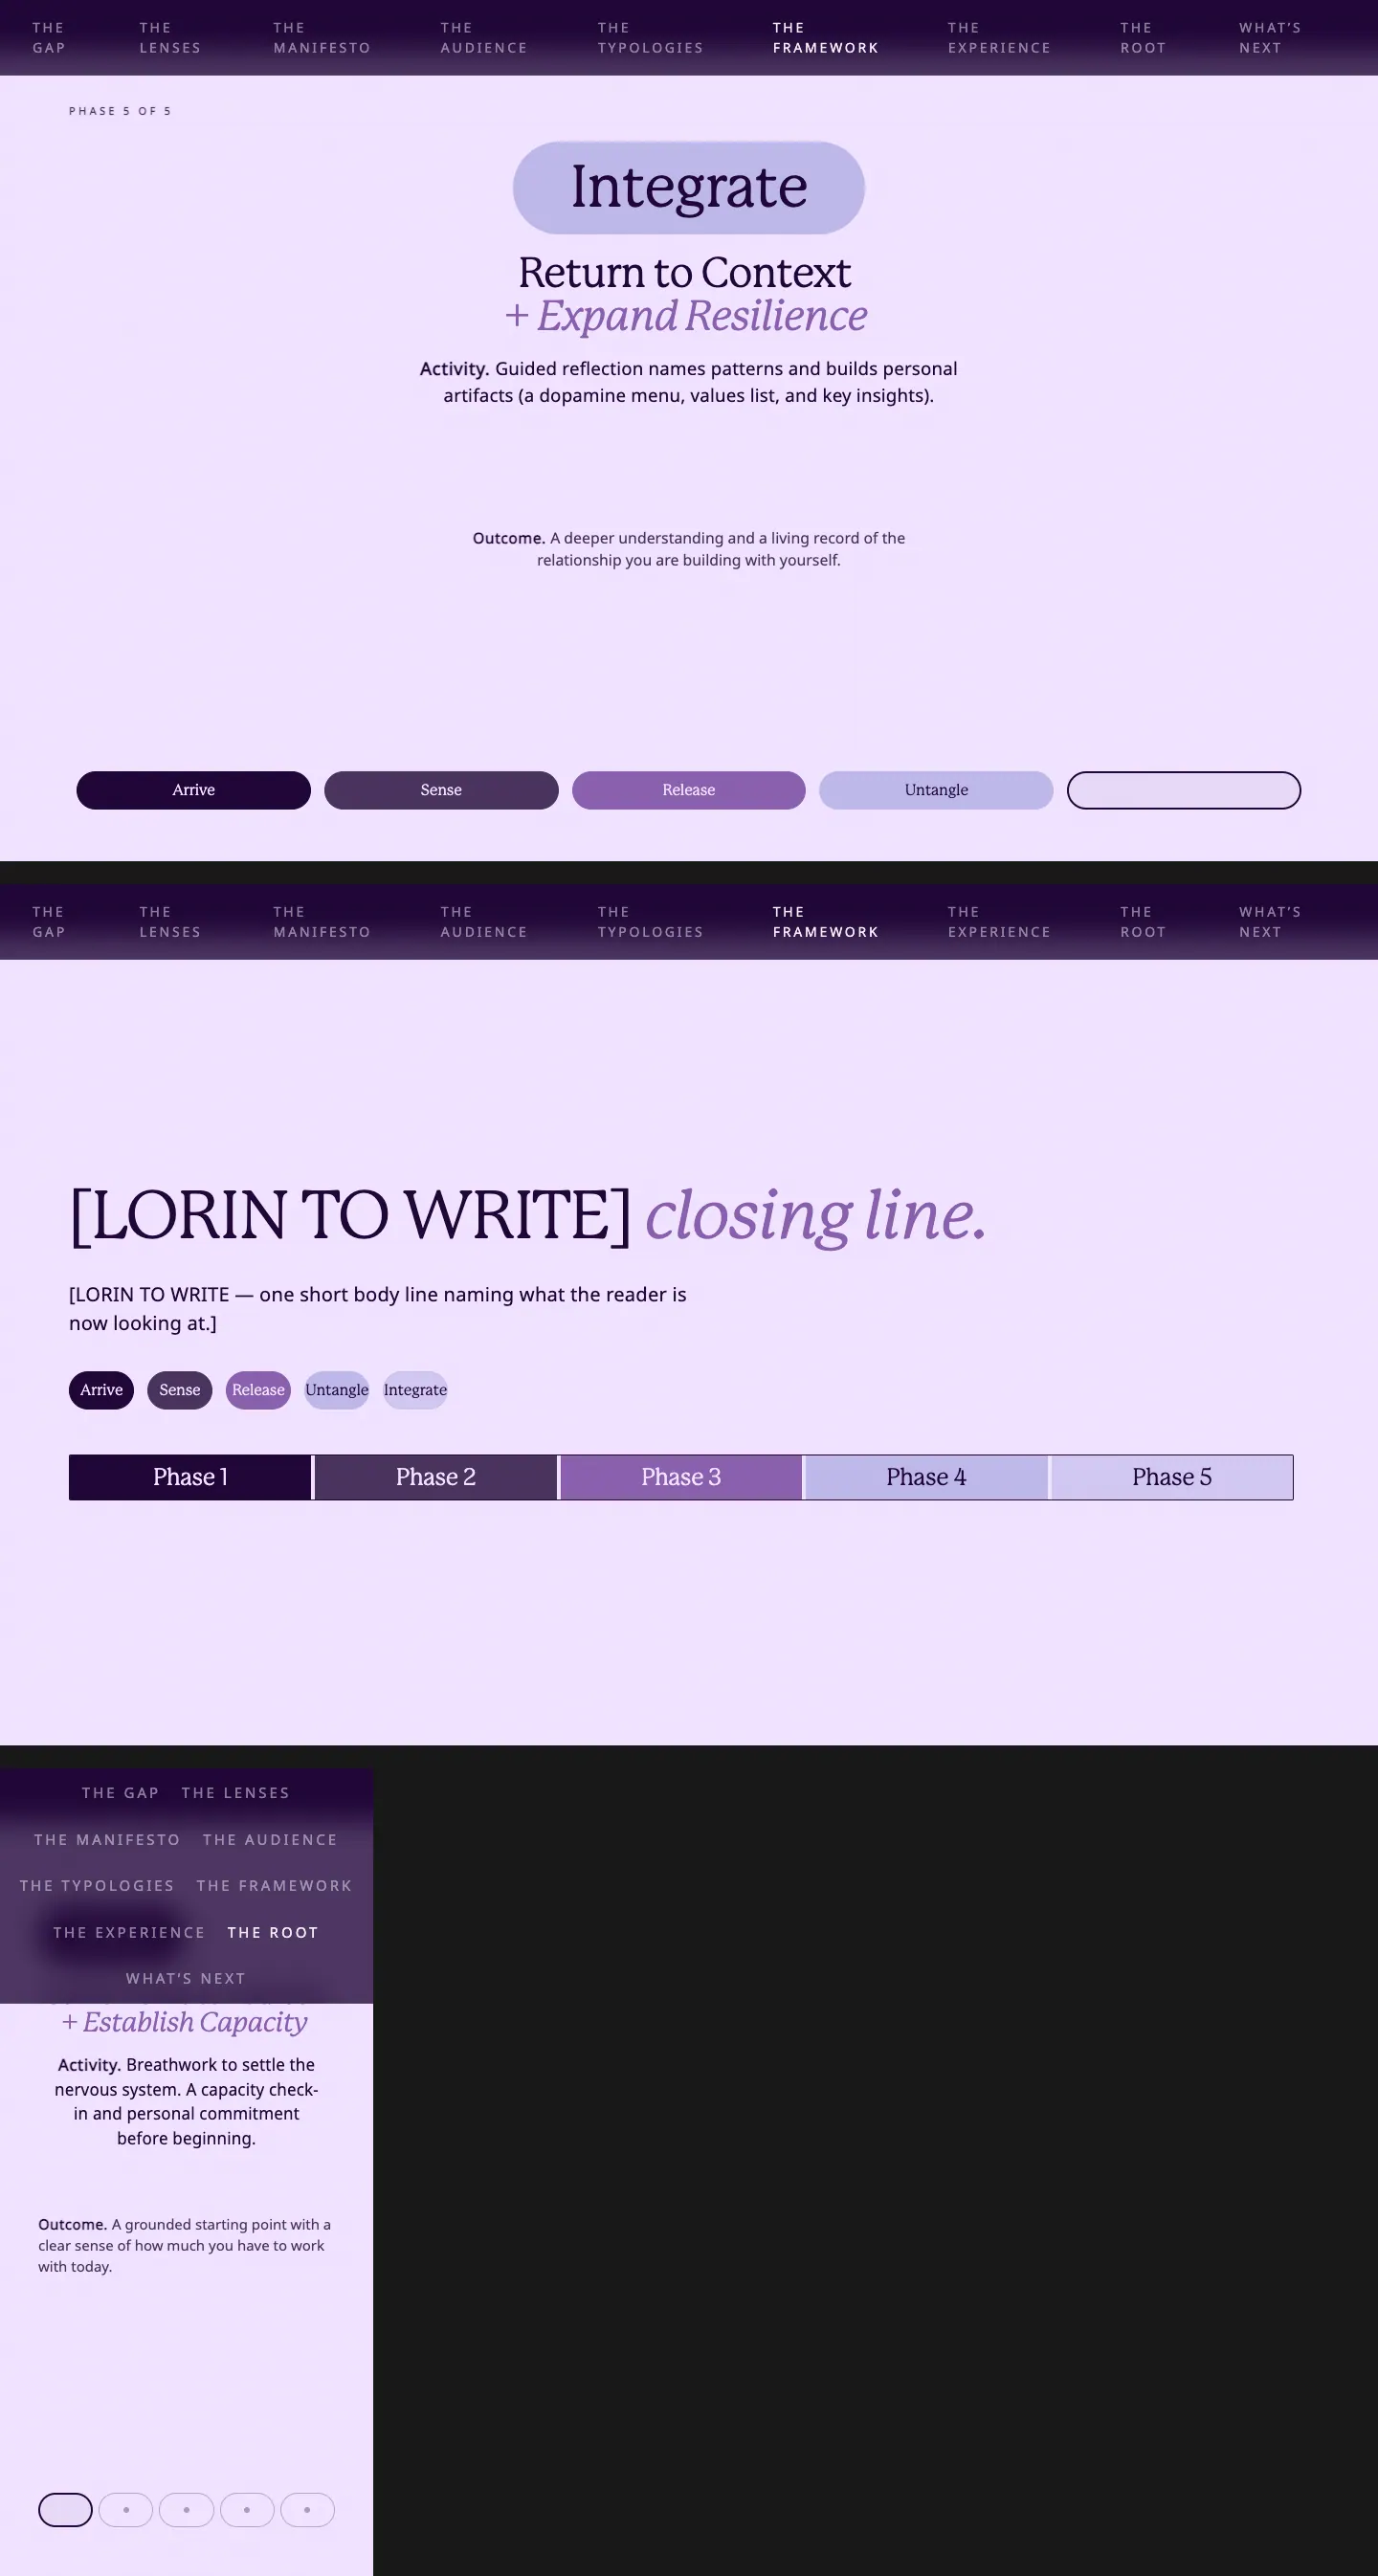 THE GAP
THE LENSES
THE MANIFESTO
THE AUDIENCE
THE TYPOLOGIES
THE FRAMEWORK
THE EXPERIENCE
THE ROOT
WHAT'S NEXT
PHASE 5 OF 5
Integrate
Return to Context
+ Expand Resilience
Activity. Guided reflection names patterns and builds personal
artifacts (a dopamine menu, values list, and key insights).
Outcome. A deeper understanding and a living record of the
relationship you are building with yourself.
Arrive
Sense
Release
Untangle
THE GAP
THE LENSES
THE MANIFESTO
THE AUDIENCE
THE TYPOLOGIES
THE FRAMEWORK
THE EXPERIENCE
THE ROOT
WHAT'S NEXT
[LORIN TO WRITE] closing line.
[LORIN TO WRITE — one short body line naming what the reader is
now looking at.]
Arrive
Sense
Release
Untangle
Integrate
Phase 1
Phase 2
Phase 3
Phase 4
Phase 5
THE GAP THE LENSES
THE MANIFESTO THE AUDIENCE
THE TYPOLOGIES THE FRAMEWORK
THE EXPERIENCE THE ROOT
WHAT'S NEXT
+ Establish Capacity
Activity. Breathwork to settle the
nervous system. A capacity check-
in and personal commitment
before beginning.
Outcome. A grounded starting point with a
clear sense of how much you have to work
with today.